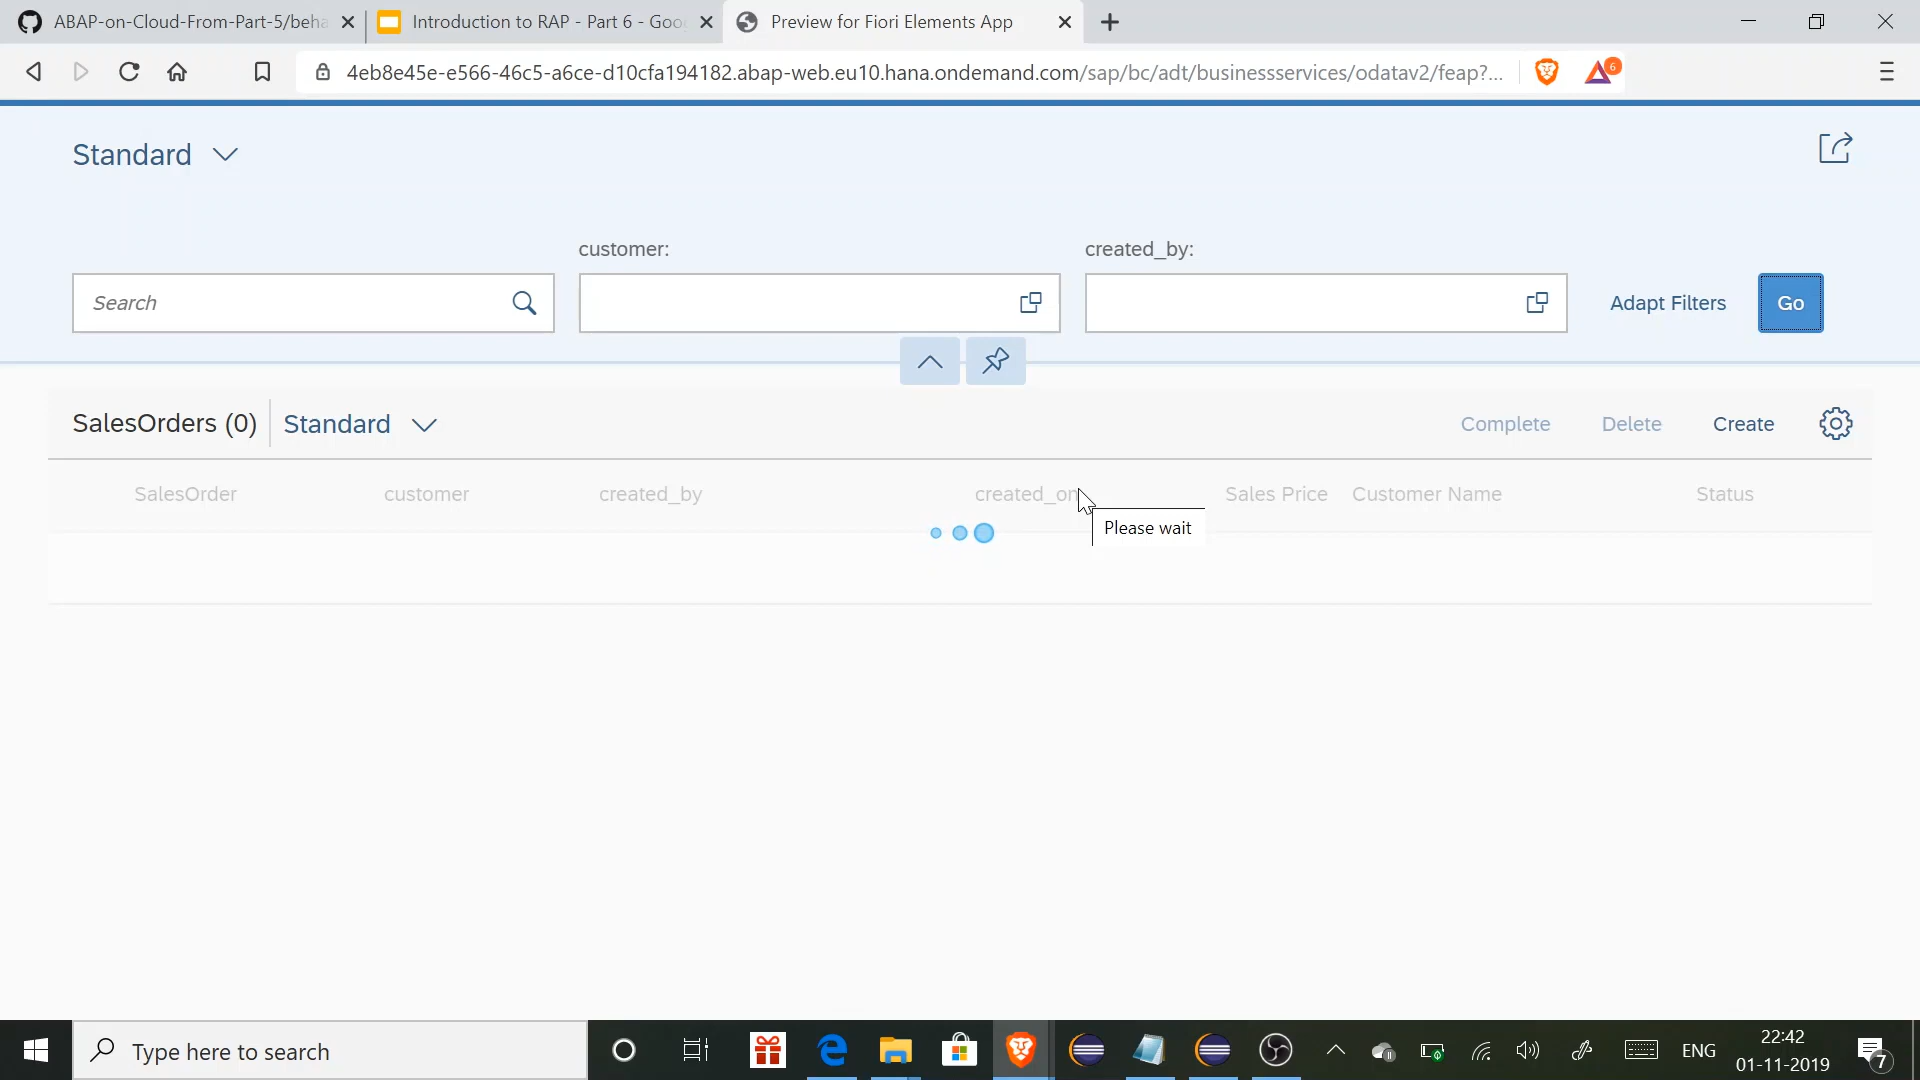 ABAP-on-Cloud-From-Part-5/beha
Introduction to RAP - Part 6 - Goo
Preview for Fiori Elements App
4eb8e45e-e566-46c5-a6ce-d10cfa194182.abap-web.eu10.hana.ondemand.com/sap/bc/adt/businessservices/odatav2/feap?...
6
Standard
customer:
created_by:
Search
Adapt Filters
Go
SalesOrders (0)
Standard
Complete
Delete
Create
SalesOrder
customer
created_by
created_on
Sales Price
Customer Name
Status
Please wait
Type here to search
ENG
22:42
01-11-2019
7